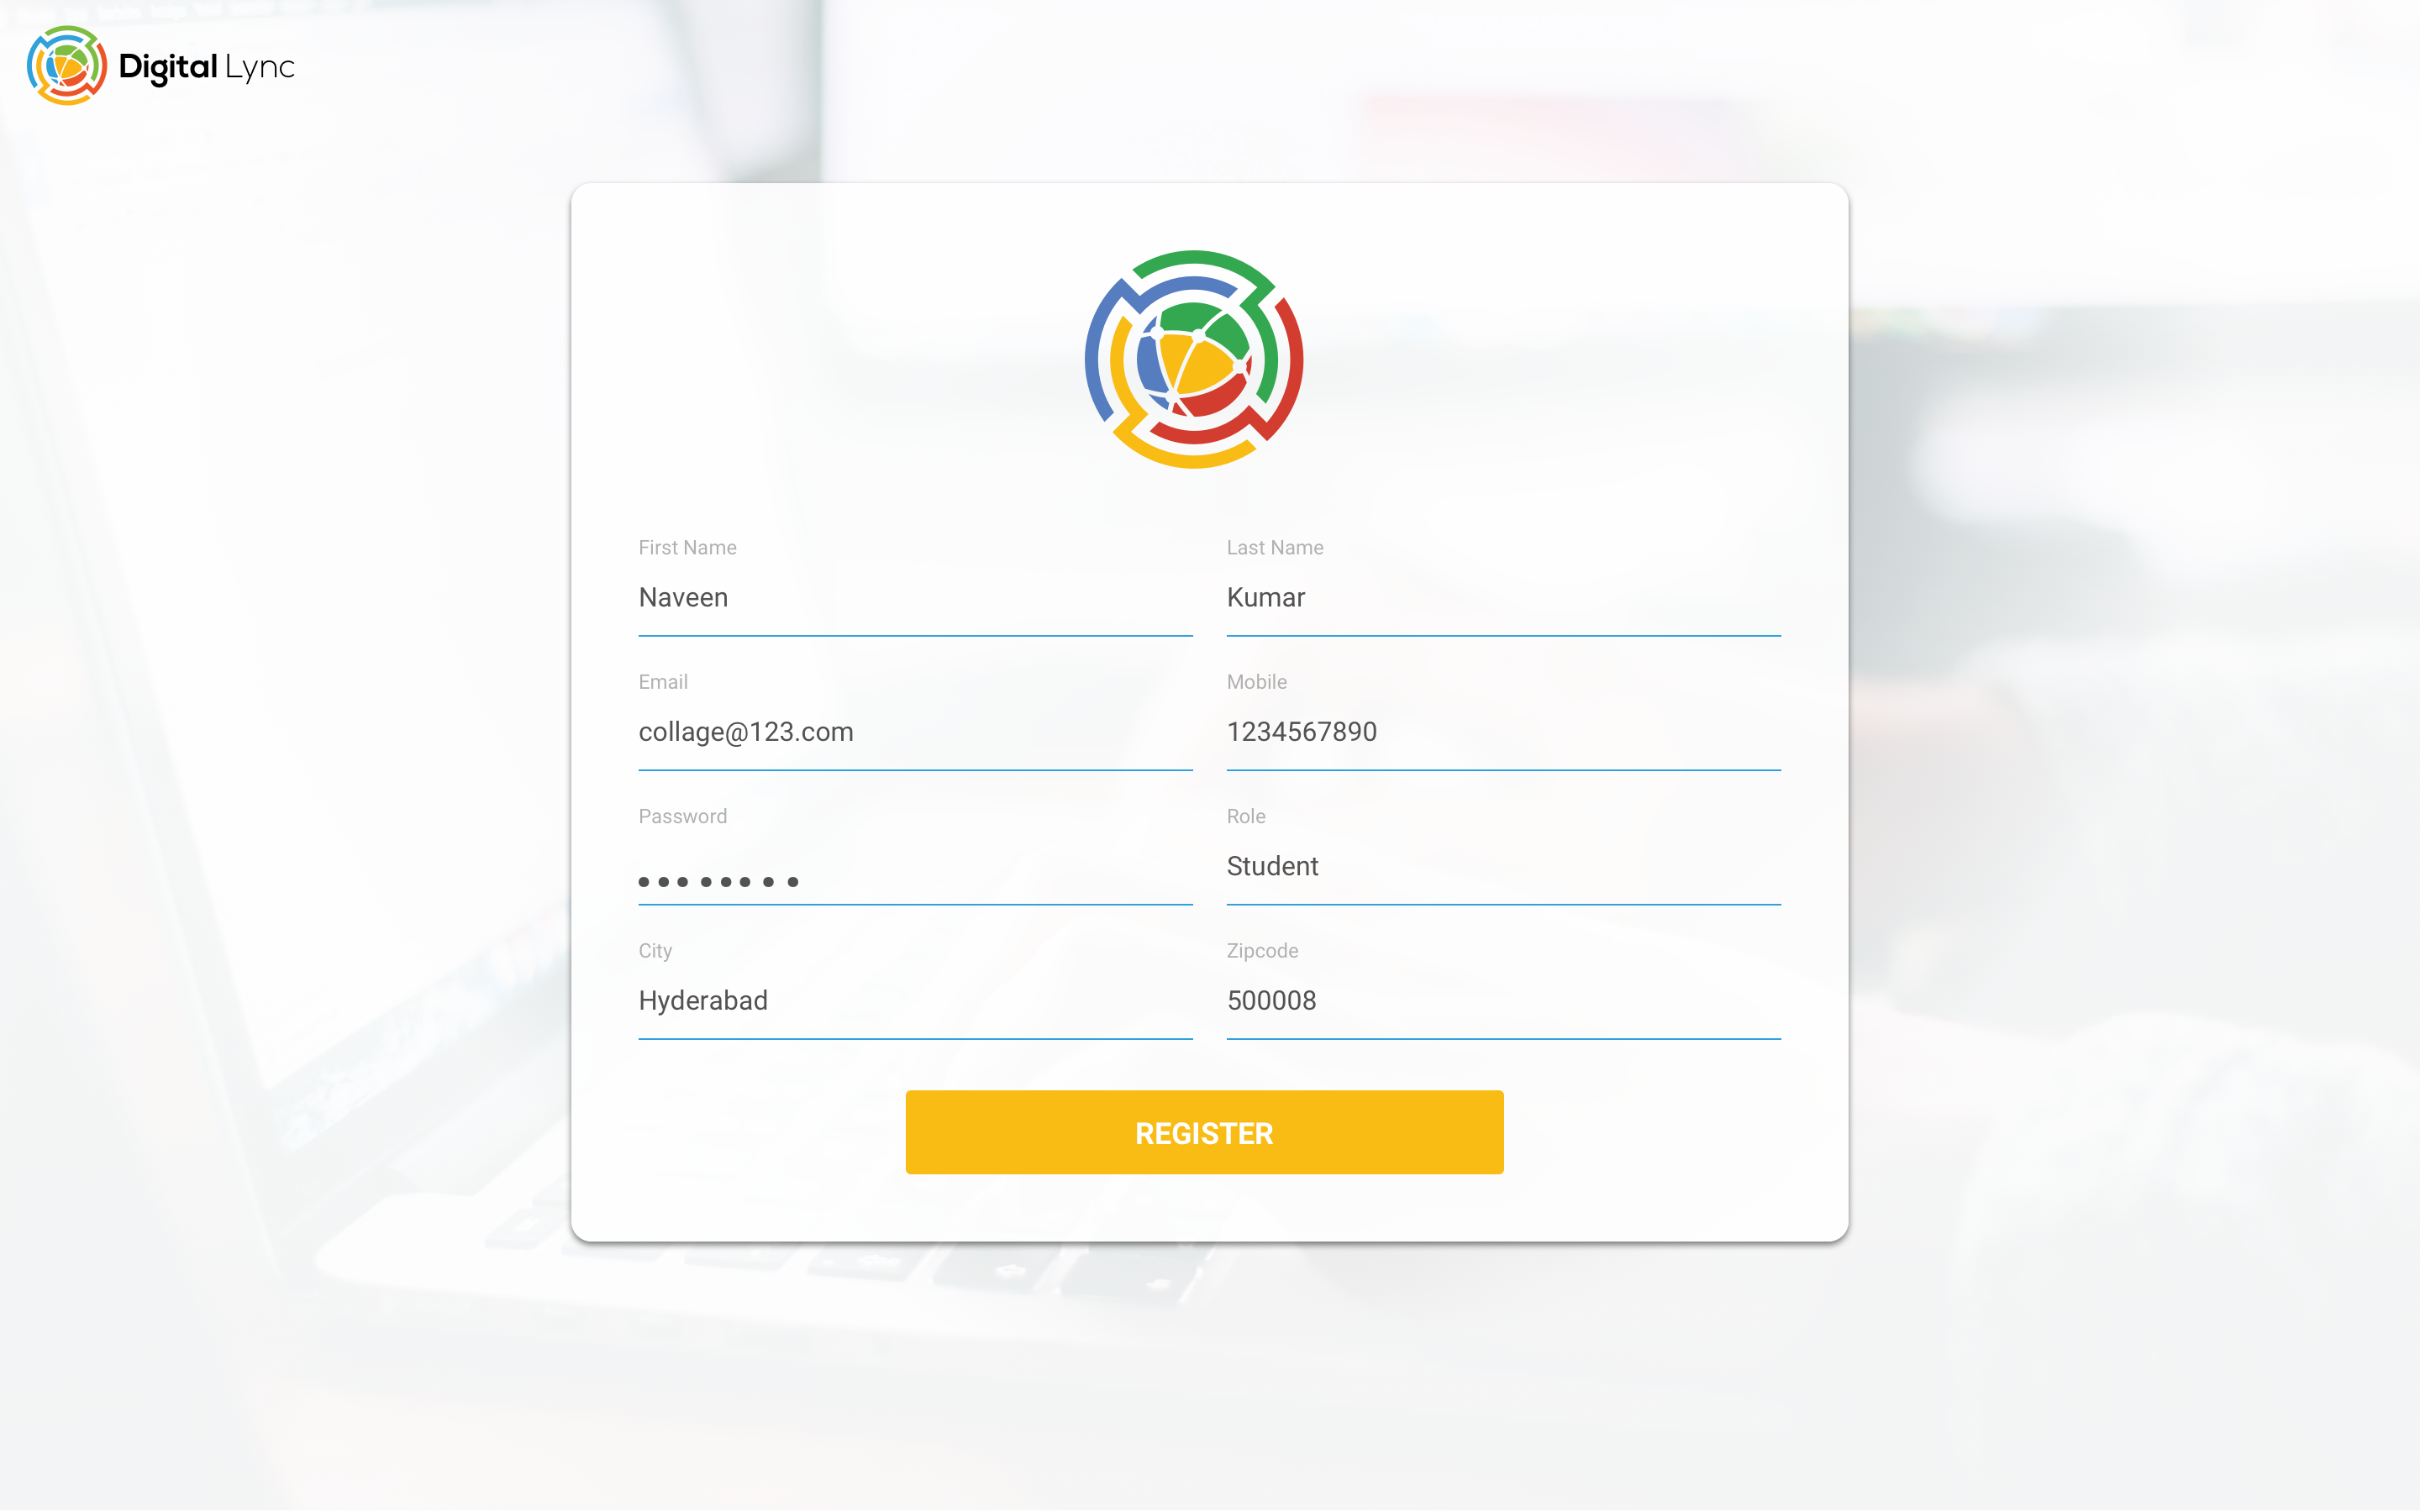 Digital Lync
First Name
Last Name
Naveen
Kumar
Email
Mobile
collage@123.com
1234567890
Password
Role
Student
City
Zipcode
Hyderabad
500008
REGISTER